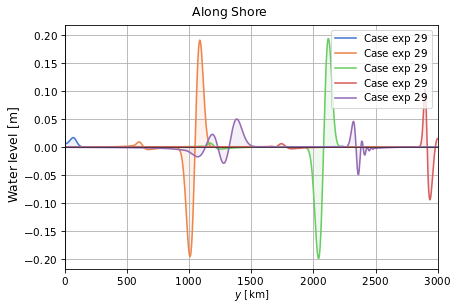 Along Shore
Water level [m]
0.20
0.15
0.10
0.05
0.00
−0.05
−0.10
−0.15
−0.20
Case exp 29
Case exp 29
Case exp 29
Case exp 29
Case exp 29
0 500 1000 1500 2000 2500 3000
y [km]